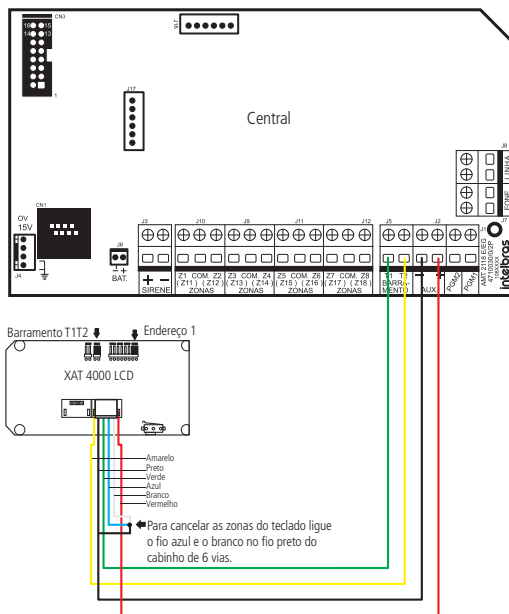 CN3
16 15
14 13
1
J16
J17
Central
J8
LINHA
FONE
J7
J1
OV
15V
J4
CN1
J6
- +
BAT.
J3
J10
J9
J11
J12
J5
J2
+ -
SIRENE
Z1 COM. Z2
( Z11 ) ( Z12 )
ZONAS
Z3 COM. Z4
( Z13 ) ( Z14 )
ZONAS
Z5 COM. Z6
( Z15 ) ( Z16 )
ZONAS
Z7 COM. Z8
( Z17 ) ( Z18 )
ZONAS
T1 T2
BARRA-
MENTO
- +
AUX.
PGM2
PGM1
AMT 2118 E/EG
intelbras
Barramento T1T2
Endereço 1
XAT 4000 LCD
Amarelo
Preto
Verde
Azul
Branco
Vermelho
Para cancelar as zonas do teclado ligue
o fio azul e o branco no fio preto do
cabinho de 6 vias.